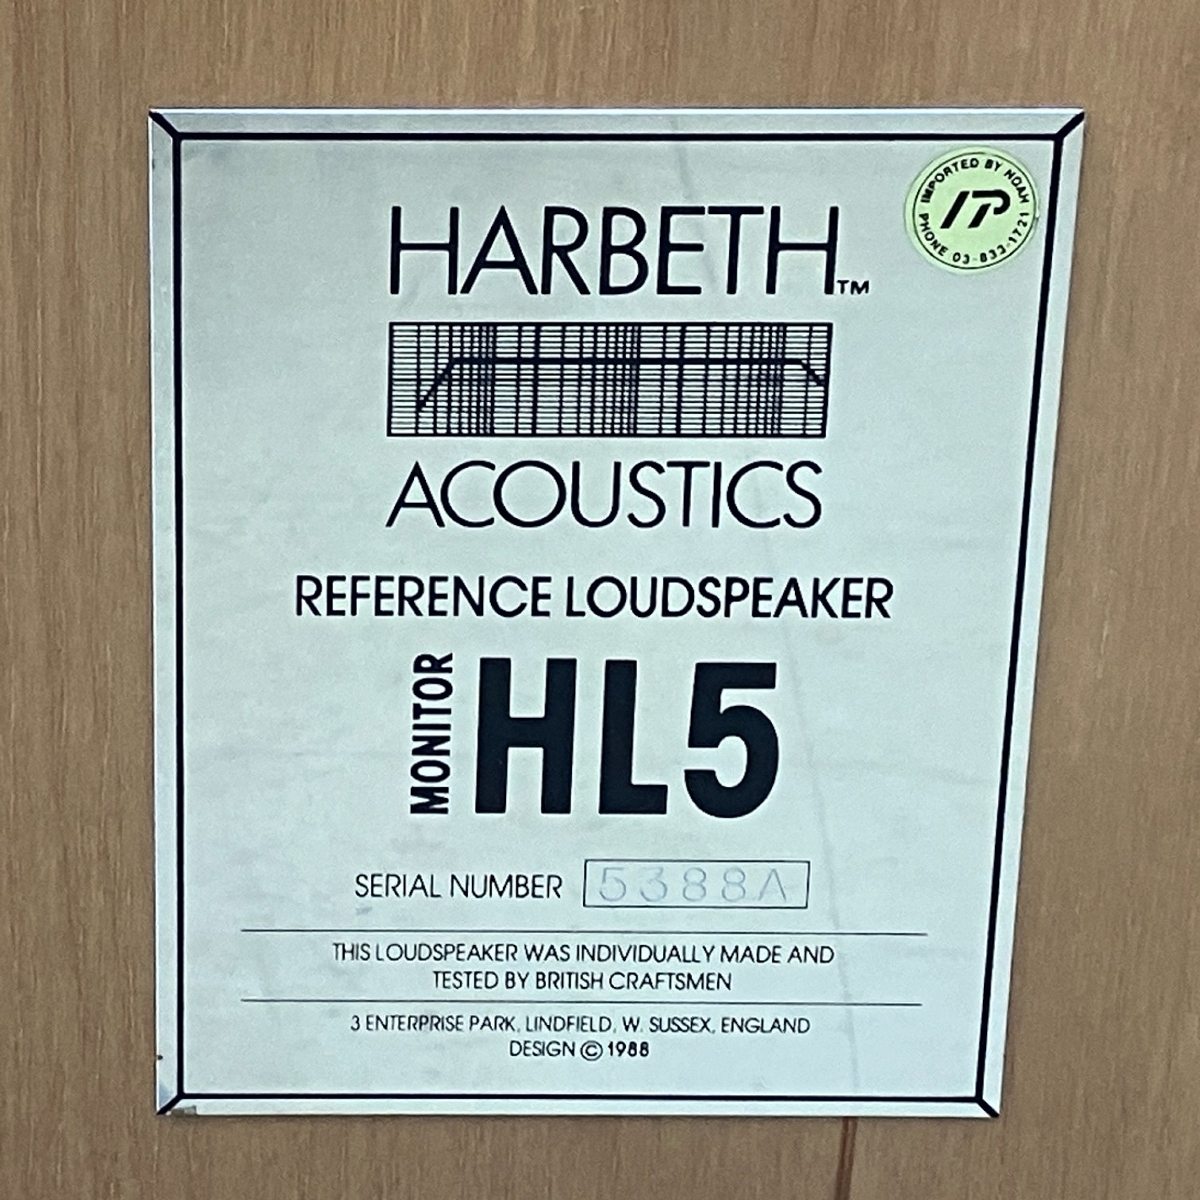 HARBETH™
IMPORTED BY NOAH
IP
PHONE 03-833-1721
ACOUSTICS
REFERENCE LOUDSPEAKER
MONITOR HL5
SERIAL NUMBER 5388A
THIS LOUDSPEAKER WAS INDIVIDUALLY MADE AND
TESTED BY BRITISH CRAFTSMEN
3 ENTERPRISE PARK, LINDFIELD, W. SUSSEX, ENGLAND
DESIGN © 1988